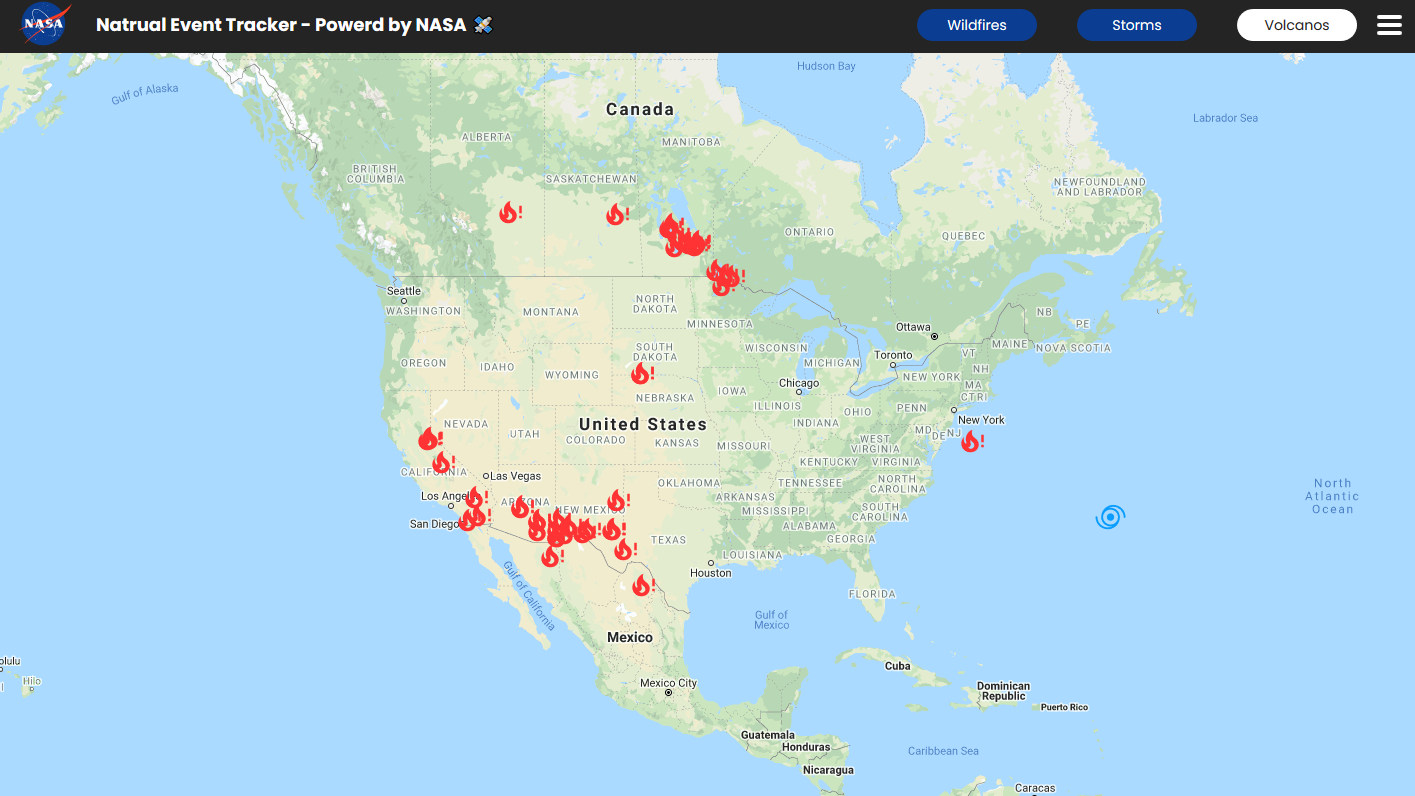 NASA
Natrual Event Tracker - Powerd by NASA
Wildfires
Storms
Volcanos
Hudson Bay
Gulf of Alaska
Canada
Labrador Sea
ALBERTA
MANITOBA
BRITISH
COLUMBIA
SASKATCHEWAN
NEWFOUNDLAND
AND LABRADOR
ONTARIO
QUEBEC
Seattle
WASHINGTON
MONTANA
NORTH
DAKOTA
MINNESOTA
Ottawa
NB
PE
MAINE
NOVA SCOTIA
OREGON
IDAHO
WYOMING
SOUTH
DAKOTA
WISCONSIN
MICHIGAN
Toronto
VT
NH
NEW YORK
MA
CT
RI
Chicago
NEBRASKA
IOWA
ILLINOIS
INDIANA
OHIO
PENN
New York
NEVADA
UTAH
United States
COLORADO
KANSAS
MISSOURI
WEST
VIRGINIA
MD
DE
NJ
KENTUCKY
VIRGINIA
CALIFORNIA
Las Vegas
OKLAHOMA
TENNESSEE
NORTH
CAROLINA
Los Angel
ARIZONA
NEW MEXICO
ARKANSAS
MISSISSIPPI
SOUTH
CAROLINA
North
Atlantic
Ocean
San Diego
TEXAS
ALABAMA
GEORGIA
LOUISIANA
Houston
Gulf of California
FLORIDA
Gulf of
Mexico
Mexico
olulu
Hilo
Cuba
Mexico City
Dominican
Republic
Puerto Rico
Guatemala
Honduras
Caribbean Sea
Nicaragua
Caracas